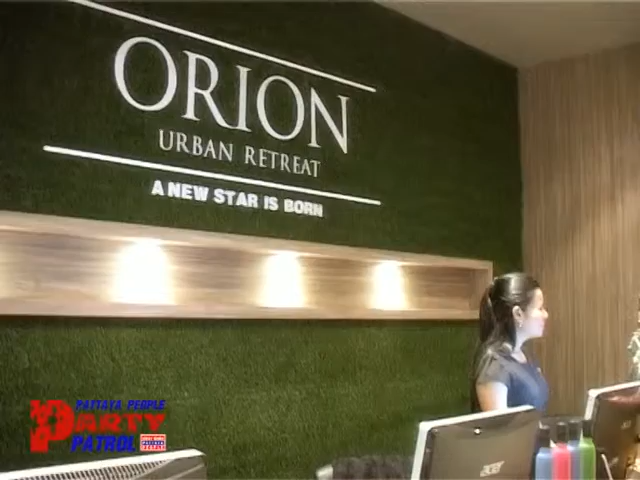 ORION
URBAN RETREAT
A NEW STAR IS BORN
PATTAYA PEOPLE
PARTY
PATROL
acer